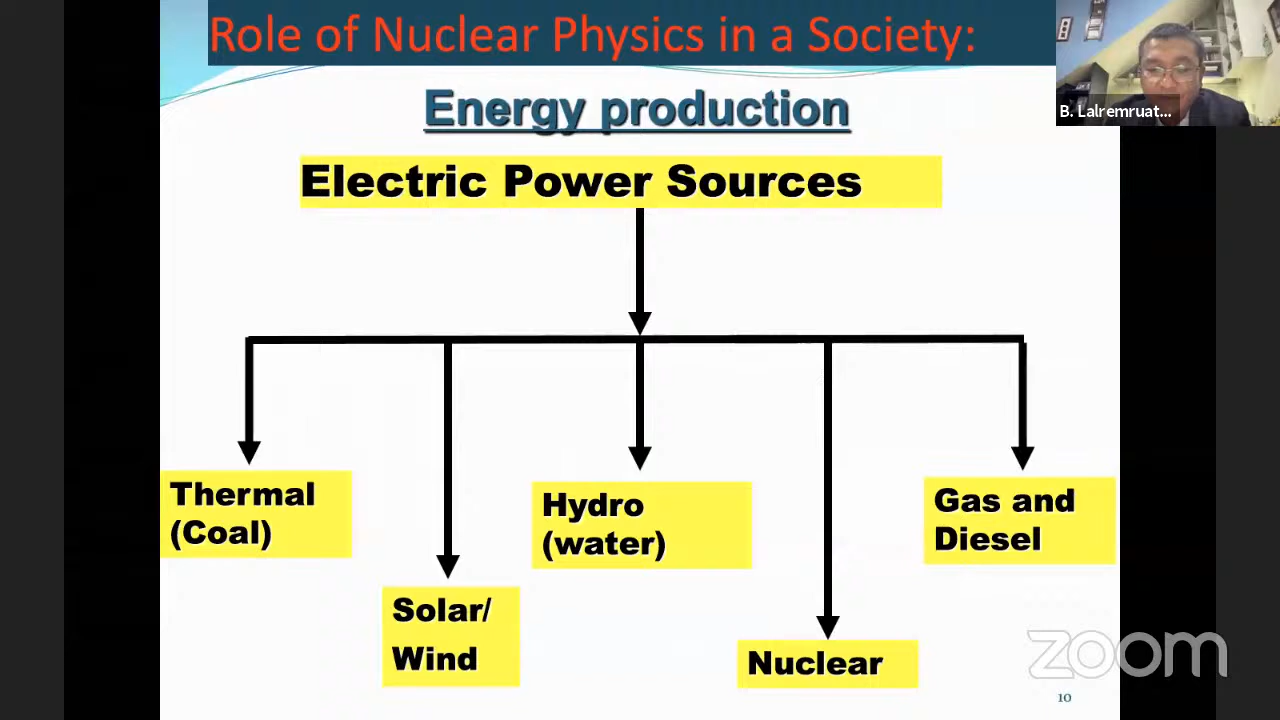 Role of Nuclear Physics in a Society:
B. Lalremruat...
Energy production
Electric Power Sources
Thermal
(Coal)
Solar/
Wind
Hydro
(water)
Nuclear
Gas and
Diesel
zoom
10